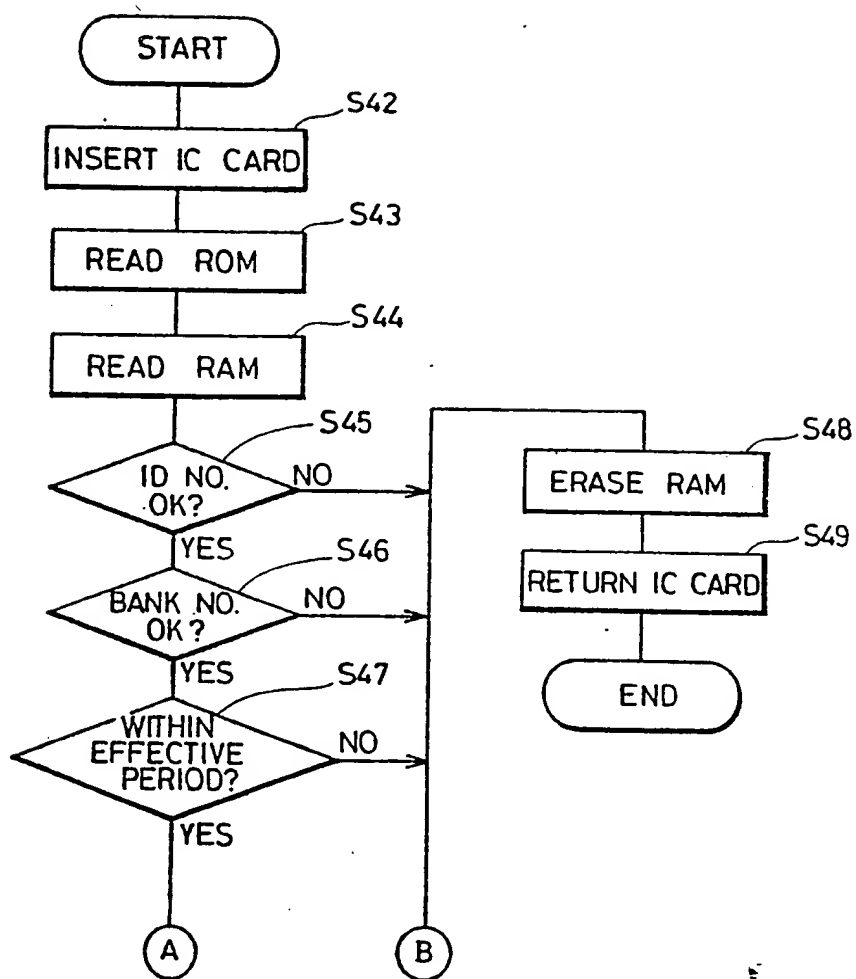 START
S42
INSERT IC CARD
S43
READ ROM
S44
READ RAM
S45
ID NO.
OK?
NO
YES
S46
BANK NO.
OK?
NO
YES
S47
WITHIN
EFFECTIVE
PERIOD?
NO
YES
A
B
S48
ERASE RAM
S49
RETURN IC CARD
END